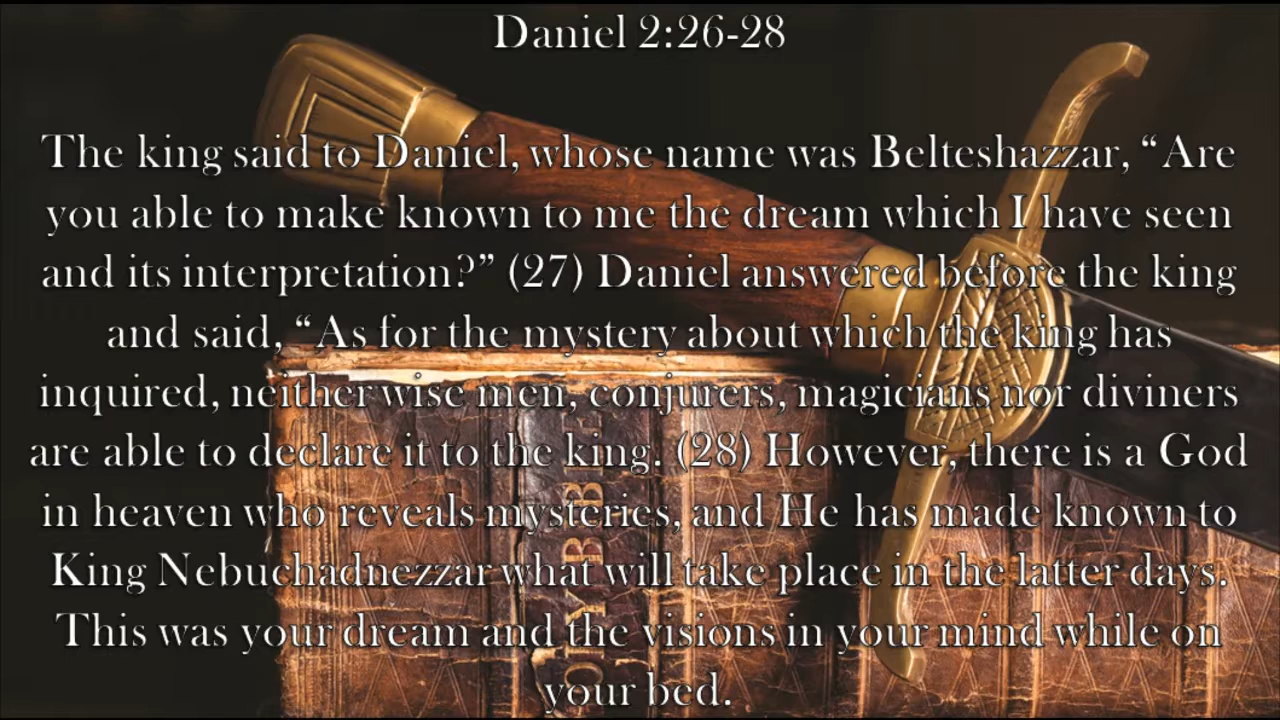 Daniel 2:26-28
The king said to Daniel, whose name was Belteshazzar, “Are
you able to make known to me the dream which I have seen
and its interpretation?” (27) Daniel answered before the king
and said, “As for the mystery about which the king has
inquired, neither wise men, conjurers, magicians nor diviners
are able to declare it to the king. (28) However, there is a God
in heaven who reveals mysteries, and He has made known to
King Nebuchadnezzar what will take place in the latter days.
This was your dream and the visions in your mind while on
your bed.